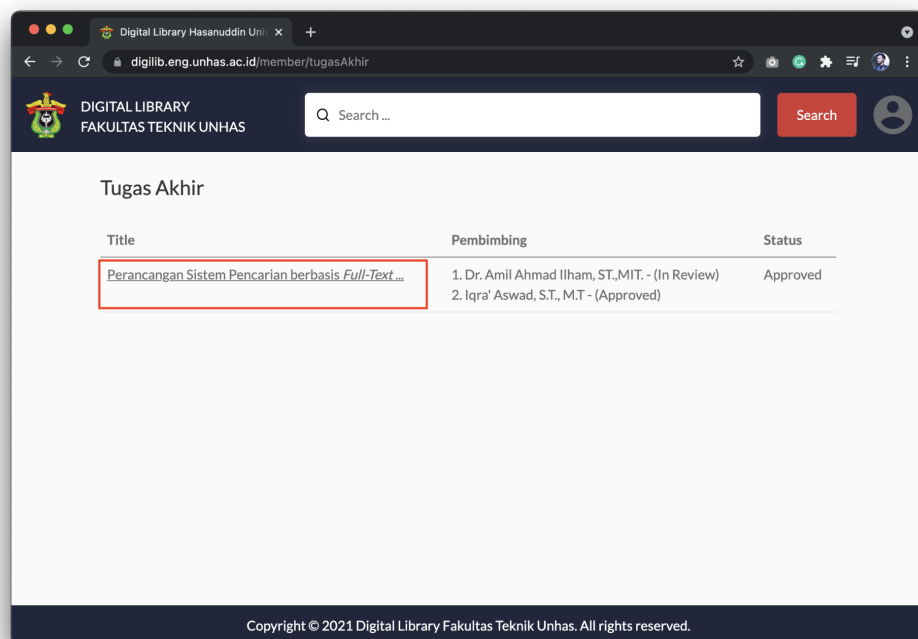 Digital Library Hasanuddin Univ
digilib.eng.unhas.ac.id/member/tugasAkhir
DIGITAL LIBRARY
FAKULTAS TEKNIK UNHAS
Search ...
Search
Tugas Akhir
Title Pembimbing Status
Perancangan Sistem Pencarian berbasis Full-Text ... 1. Dr. Amil Ahmad Ilham, ST.,MIT. - (In Review) Approved
2. Iqra' Aswad, S.T., M.T - (Approved)
Copyright © 2021 Digital Library Fakultas Teknik Unhas. All rights reserved.